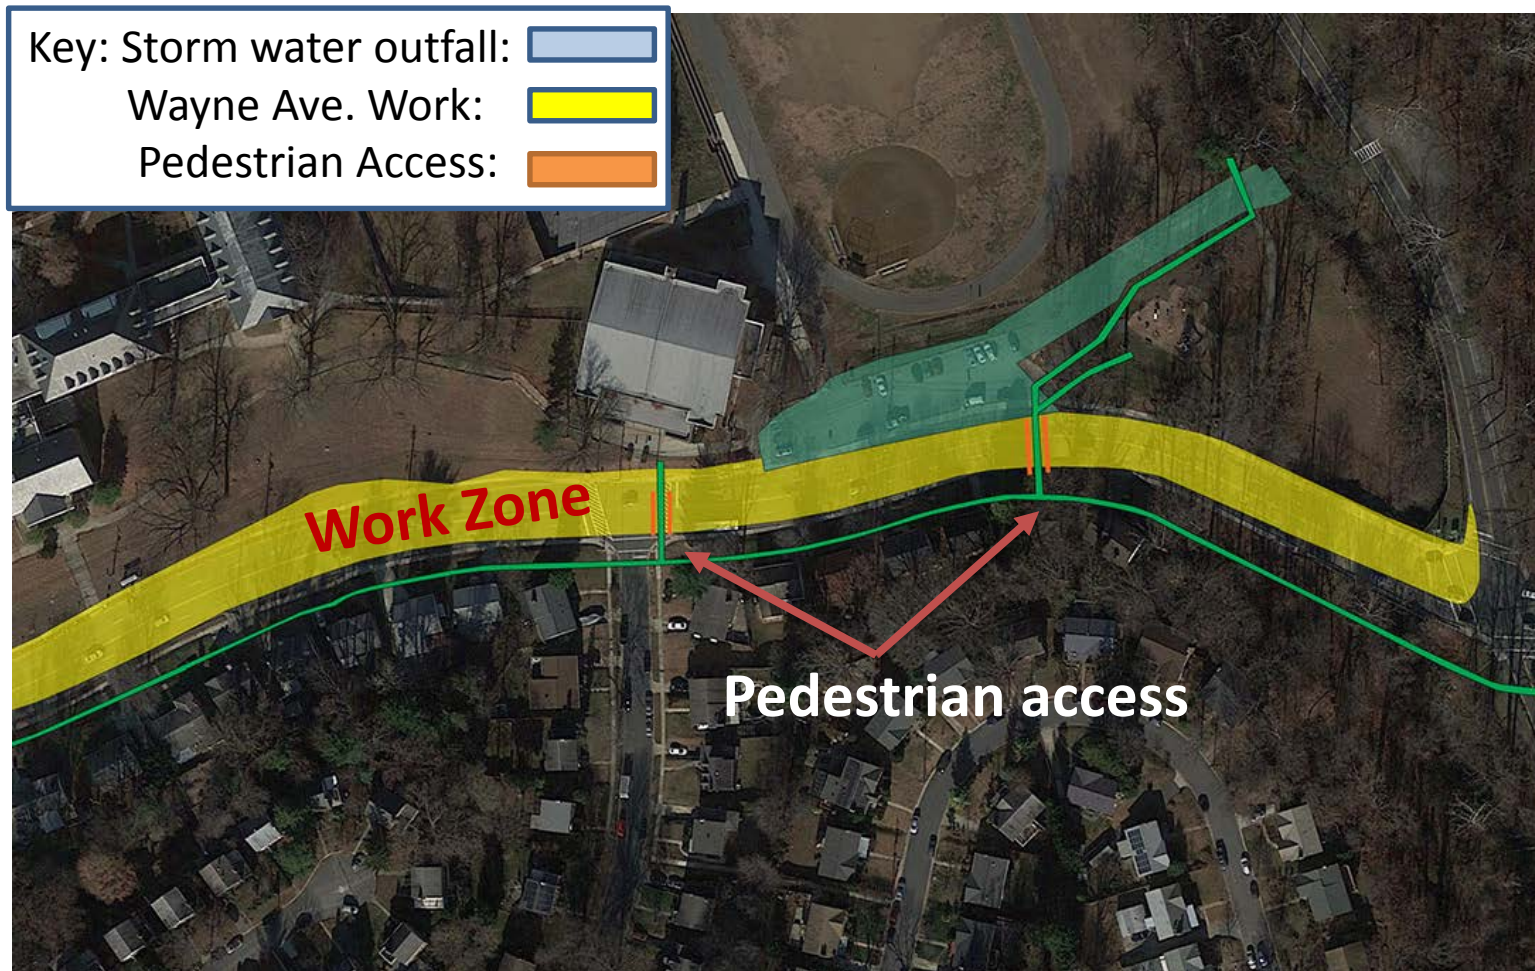 Key: Storm water outfall:
Wayne Ave. Work:
Pedestrian Access:
Work Zone
Pedestrian access